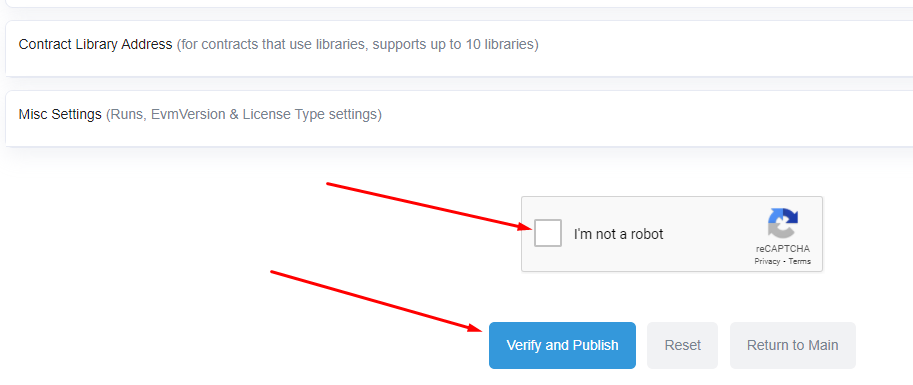 Contract Library Address (for contracts that use libraries, supports up to 10 libraries)
Misc Settings (Runs, EvmVersion & License Type settings)
I'm not a robot
reCAPTCHA
Privacy - Terms
Verify and Publish
Reset
Return to Main